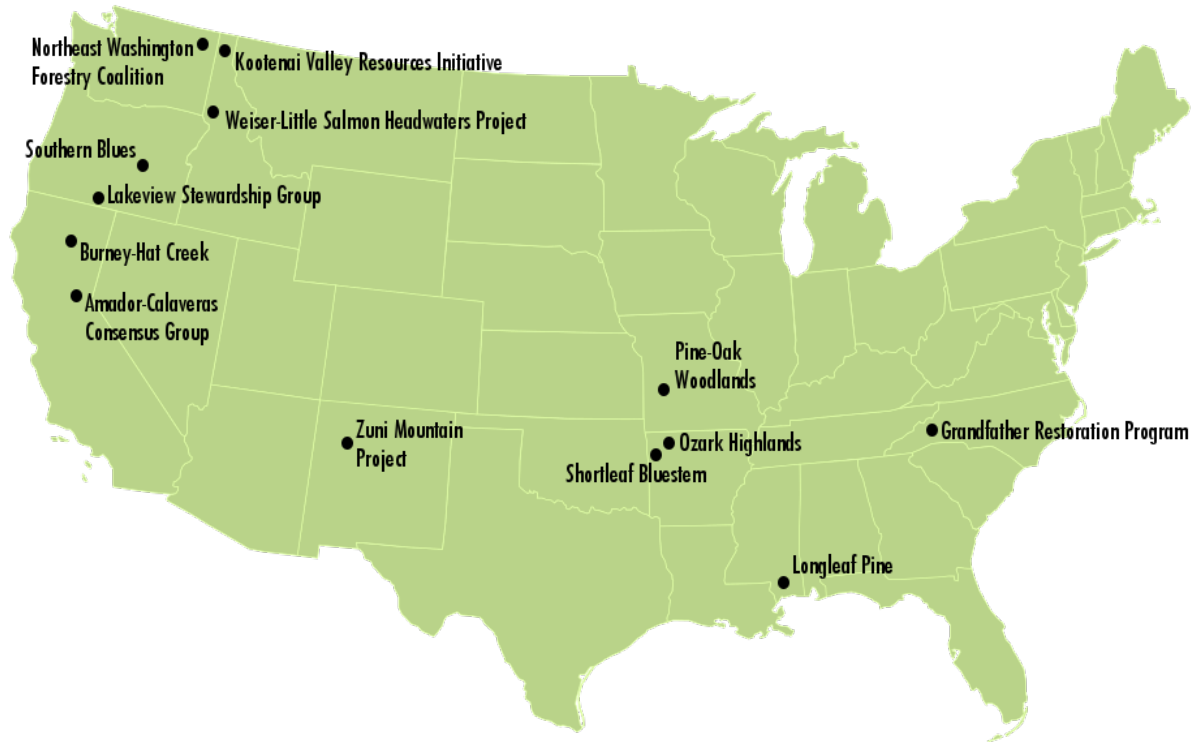 Northeast Washington
Forestry Coalition
Kootenai Valley Resources Initiative
Weiser-Little Salmon Headwaters Project
Southern Blues
Lakeview Stewardship Group
Burney-Hat Creek
Amador-Calaveras
Consensus Group
Pine-Oak
Woodlands
Zuni Mountain
Project
Ozark Highlands
Shortleaf Bluestem
Grandfather Restoration Program
Longleaf Pine